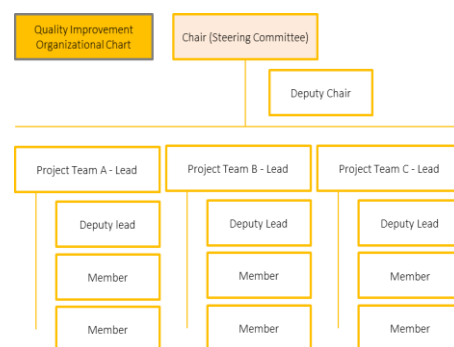 Quality Improvement
Organizational Chart
Chair (Steering Committee)
Deputy Chair
Project Team A - Lead
Project Team B - Lead
Project Team C - Lead
Deputy lead
Deputy Lead
Deputy Lead
Member
Member
Member
Member
Member
Member